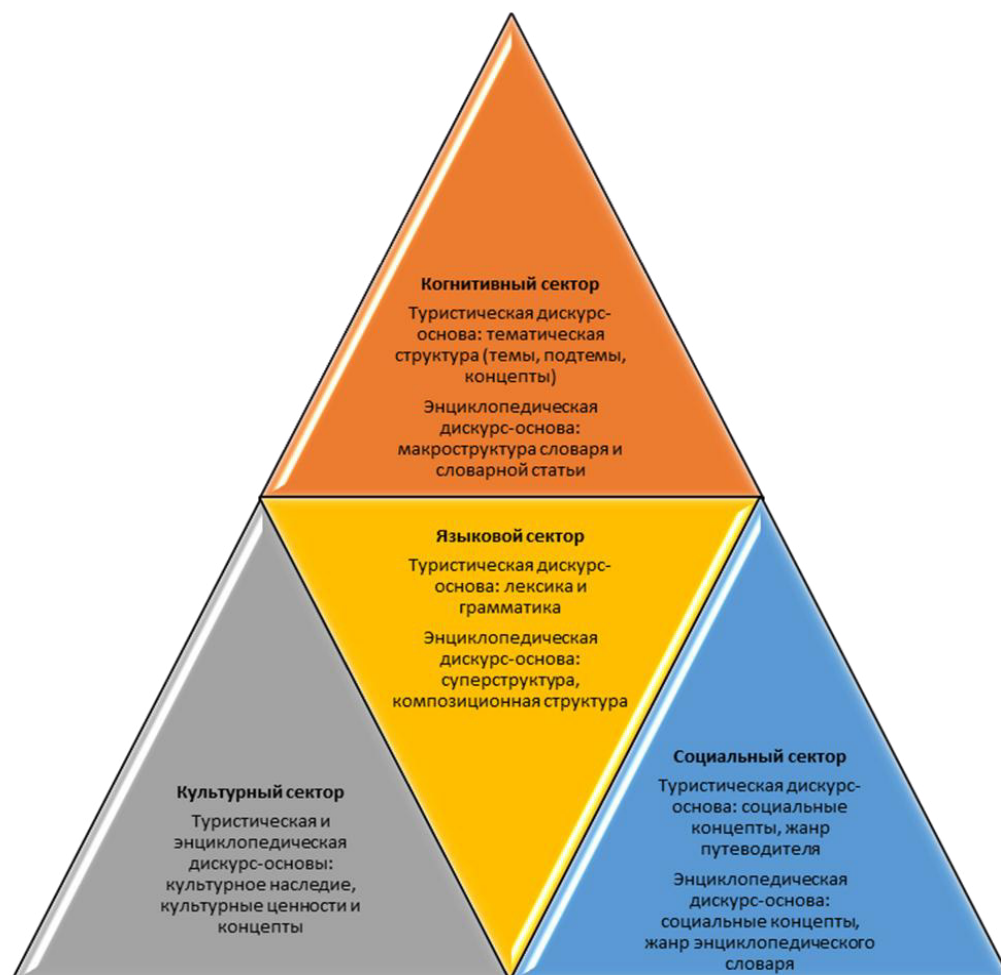 Когнитивный сектор
Туристическая дискурс-
основа: тематическая
структура (темы, подтемы,
концепты)
Энциклопедическая
дискурс-основа:
макроструктура словаря и
словарной статьи
Языковой сектор
Туристическая дискурс-
основа: лексика и
грамматика
Энциклопедическая
дискурс-основа:
суперструктура,
композиционная структура
Культурный сектор
Туристическая и
энциклопедическая
дискурс-основы:
культурное наследие,
культурные ценности и
концепты
Социальный сектор
Туристическая дискурс-
основа: социальные
концепты, жанр
путеводителя
Энциклопедическая
дискурс-основа:
социальные концепты,
жанр энциклопедического
словаря